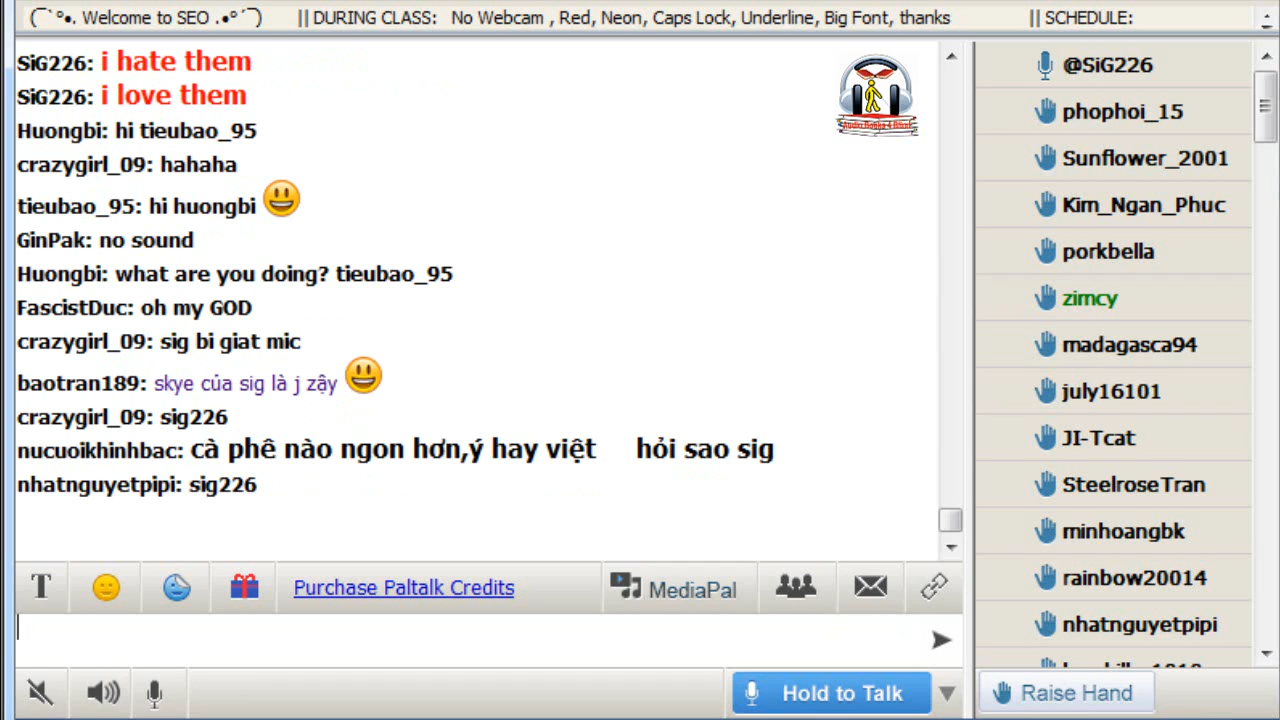 (¯`°•. Welcome to SEO .•°´¯) || DURING CLASS: No Webcam , Red, Neon, Caps Lock, Underline, Big Font, thanks || SCHEDULE:
SiG226: i hate them
SiG226: i love them
Huongbi: hi tieubao_95
crazygirl_09: hahaha
tieubao_95: hi huongbi
GinPak: no sound
Huongbi: what are you doing? tieubao_95
FascistDuc: oh my GOD
crazygirl_09: sig bi giat mic
baotran189: skye của sig là j zậy
crazygirl_09: sig226
nucuoikhinhbac: cà phê nào ngon hơn,ý hay việt hỏi sao sig
nhatnguyetpipi: sig226
T
Purchase Paltalk Credits
MediaPal
Hold to Talk
@SiG226
phophoi_15
Sunflower_2001
Kim_Ngan_Phuc
porkbella
zimcy
madagasca94
july16101
JI-Tcat
SteelroseTran
minhoangbk
rainbow20014
nhatnguyetpipi
Raise Hand